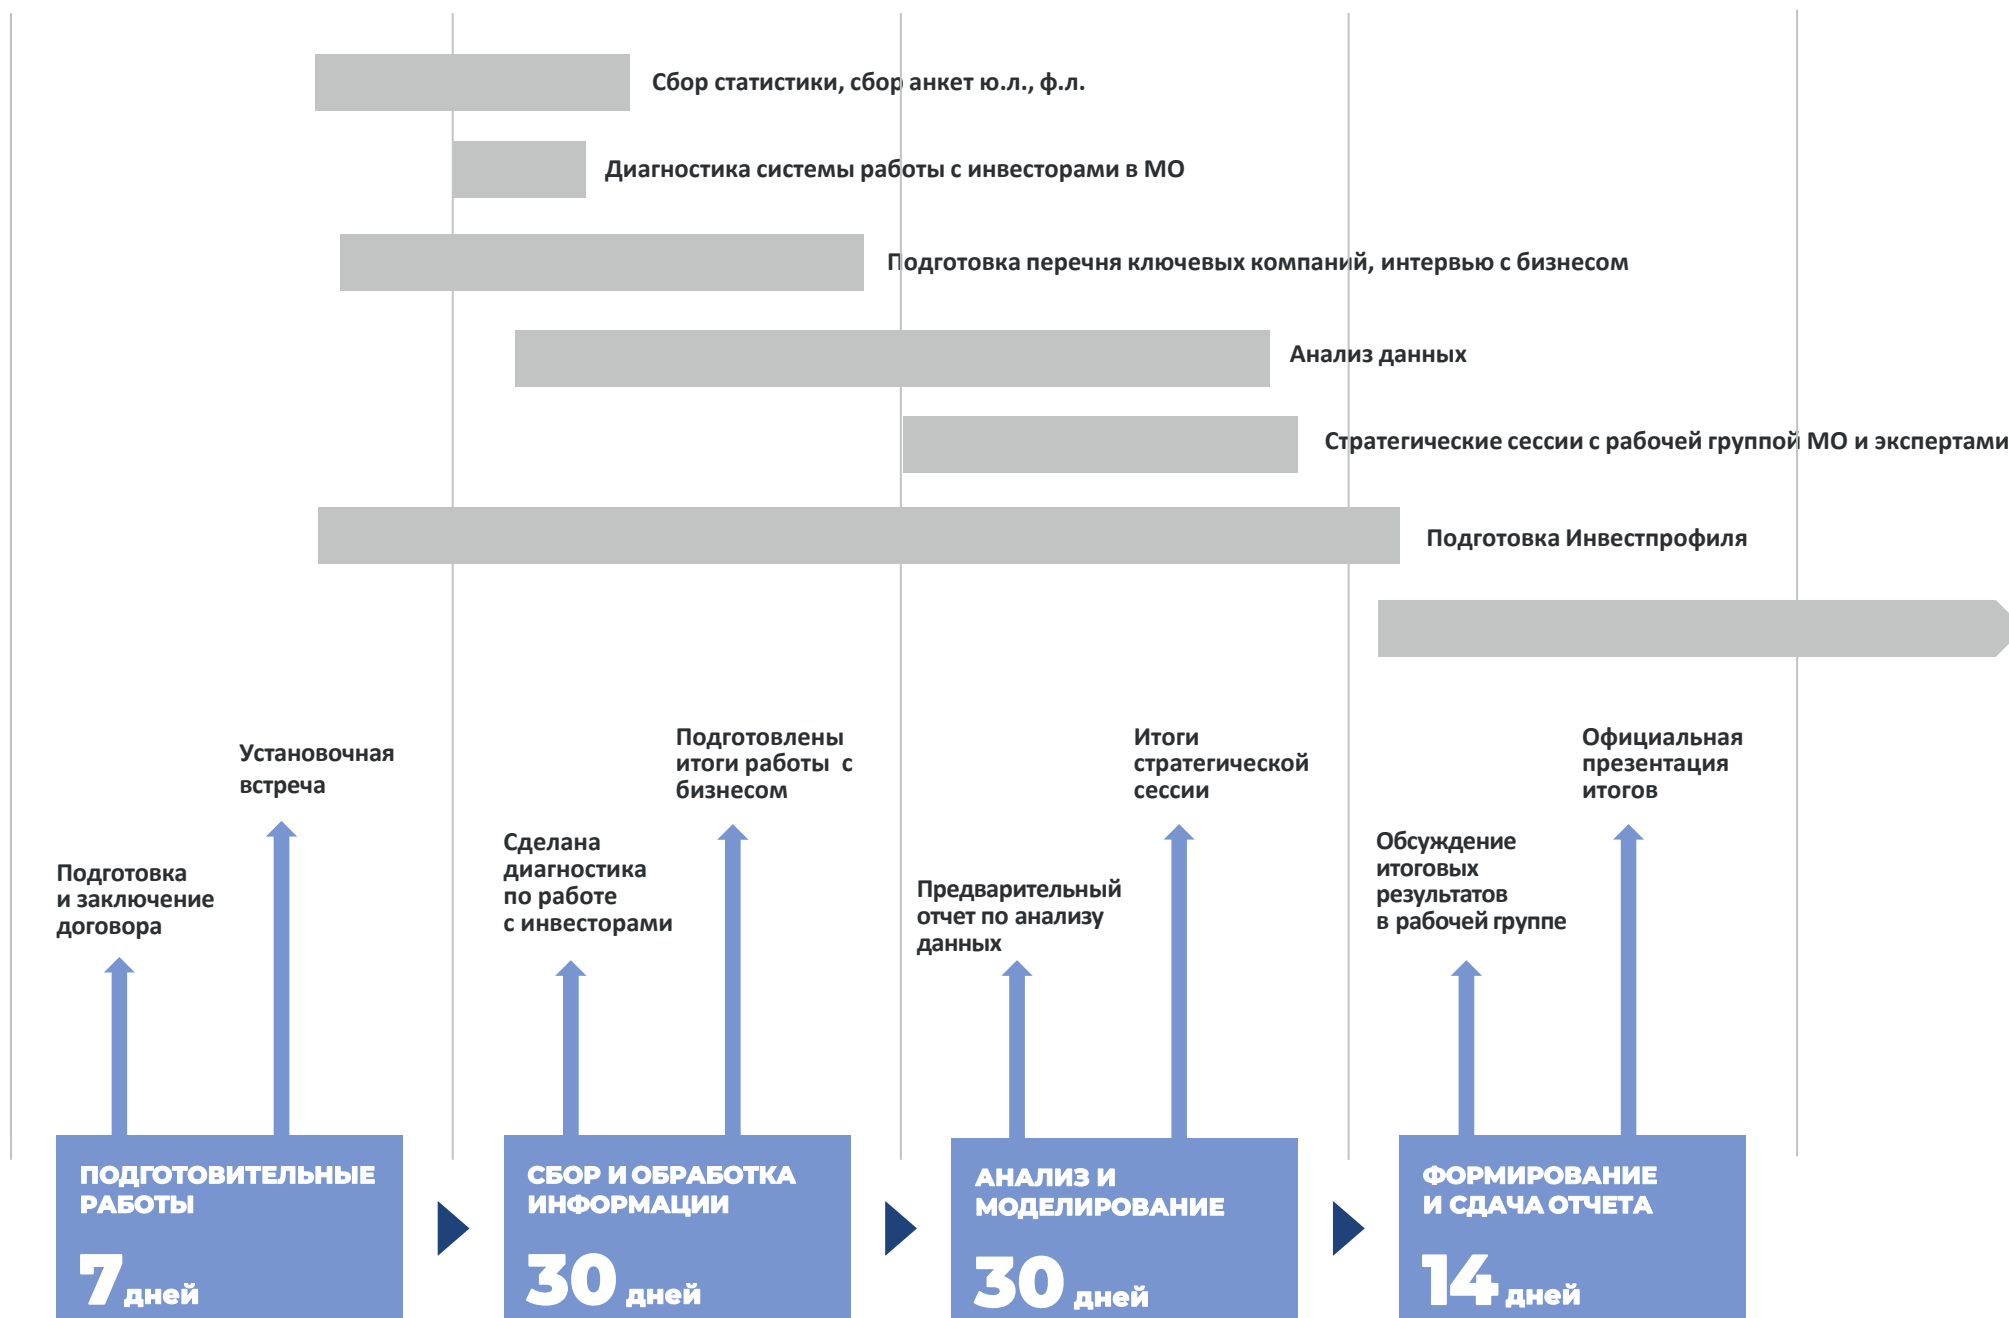 Сбор статистики, сбор анкет ю.л., ф.л.
Диагностика системы работы с инвесторами в МО
Подготовка перечня ключевых компаний, интервью с бизнесом
Анализ данных
Стратегические сессии с рабочей группой МО и экспертами
Подготовка Инвестпрофиля
Подготовка
и заключение
договора
Установочная
встреча
Сделана
диагностика
по работе
с инвесторами
Подготовлены
итоги работы с
бизнесом
Предварительный
отчет по анализу
данных
Итоги
стратегической
сессии
Обсуждение
итоговых
результатов
в рабочей группе
Официальная
презентация
итогов
ПОДГОТОВИТЕЛЬНЫЕ
РАБОТЫ
7 дней
СБОР И ОБРАБОТКА
ИНФОРМАЦИИ
30 дней
АНАЛИЗ И
МОДЕЛИРОВАНИЕ
30 дней
ФОРМИРОВАНИЕ
И СДАЧА ОТЧЕТА
14 дней